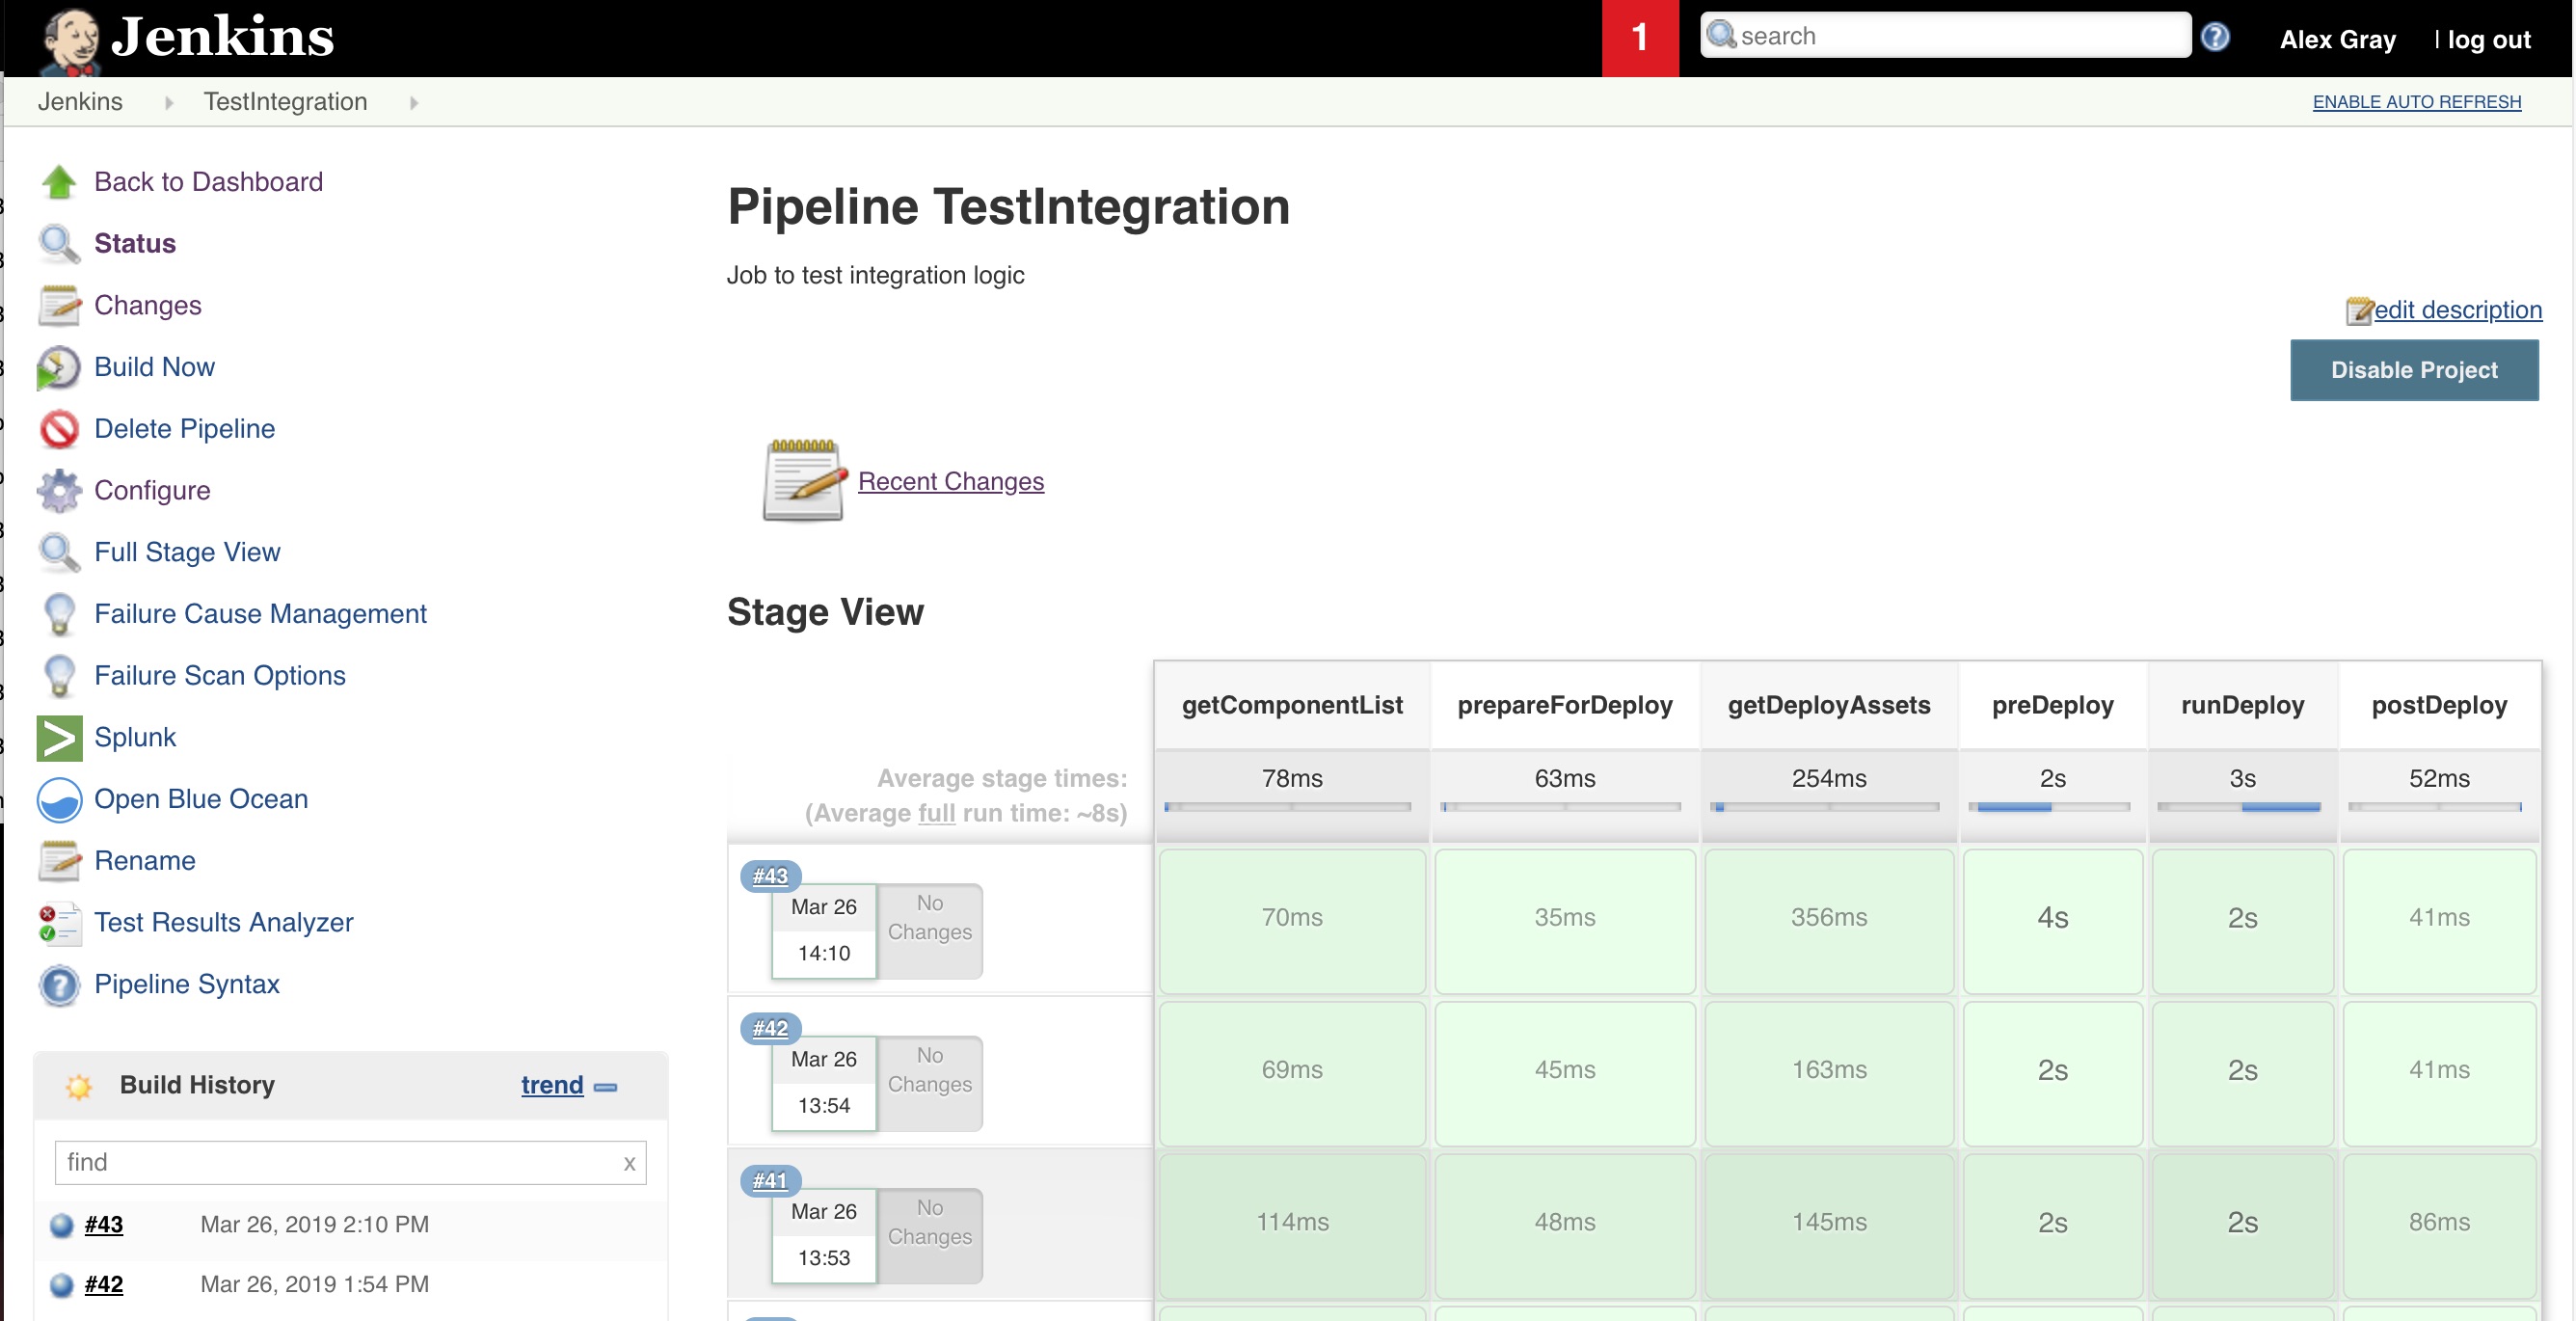 Jenkins
1
search
?
Alex Gray
| log out
Jenkins
TestIntegration
ENABLE AUTO REFRESH
Back to Dashboard
Status
Changes
Build Now
Delete Pipeline
Configure
Full Stage View
Failure Cause Management
Failure Scan Options
Splunk
Open Blue Ocean
Rename
Test Results Analyzer
Pipeline Syntax
Build History
trend
find
x
#43
Mar 26, 2019 2:10 PM
#42
Mar 26, 2019 1:54 PM
Pipeline TestIntegration
Job to test integration logic
edit description
Disable Project
Recent Changes
Stage View
getComponentList
prepareForDeploy
getDeployAssets
preDeploy
runDeploy
postDeploy
Average stage times:
(Average full run time: ~8s)
78ms
63ms
254ms
2s
3s
52ms
#43
Mar 26
14:10
No
Changes
70ms
35ms
356ms
4s
2s
41ms
#42
Mar 26
13:54
No
Changes
69ms
45ms
163ms
2s
2s
41ms
#41
Mar 26
13:53
No
Changes
114ms
48ms
145ms
2s
2s
86ms